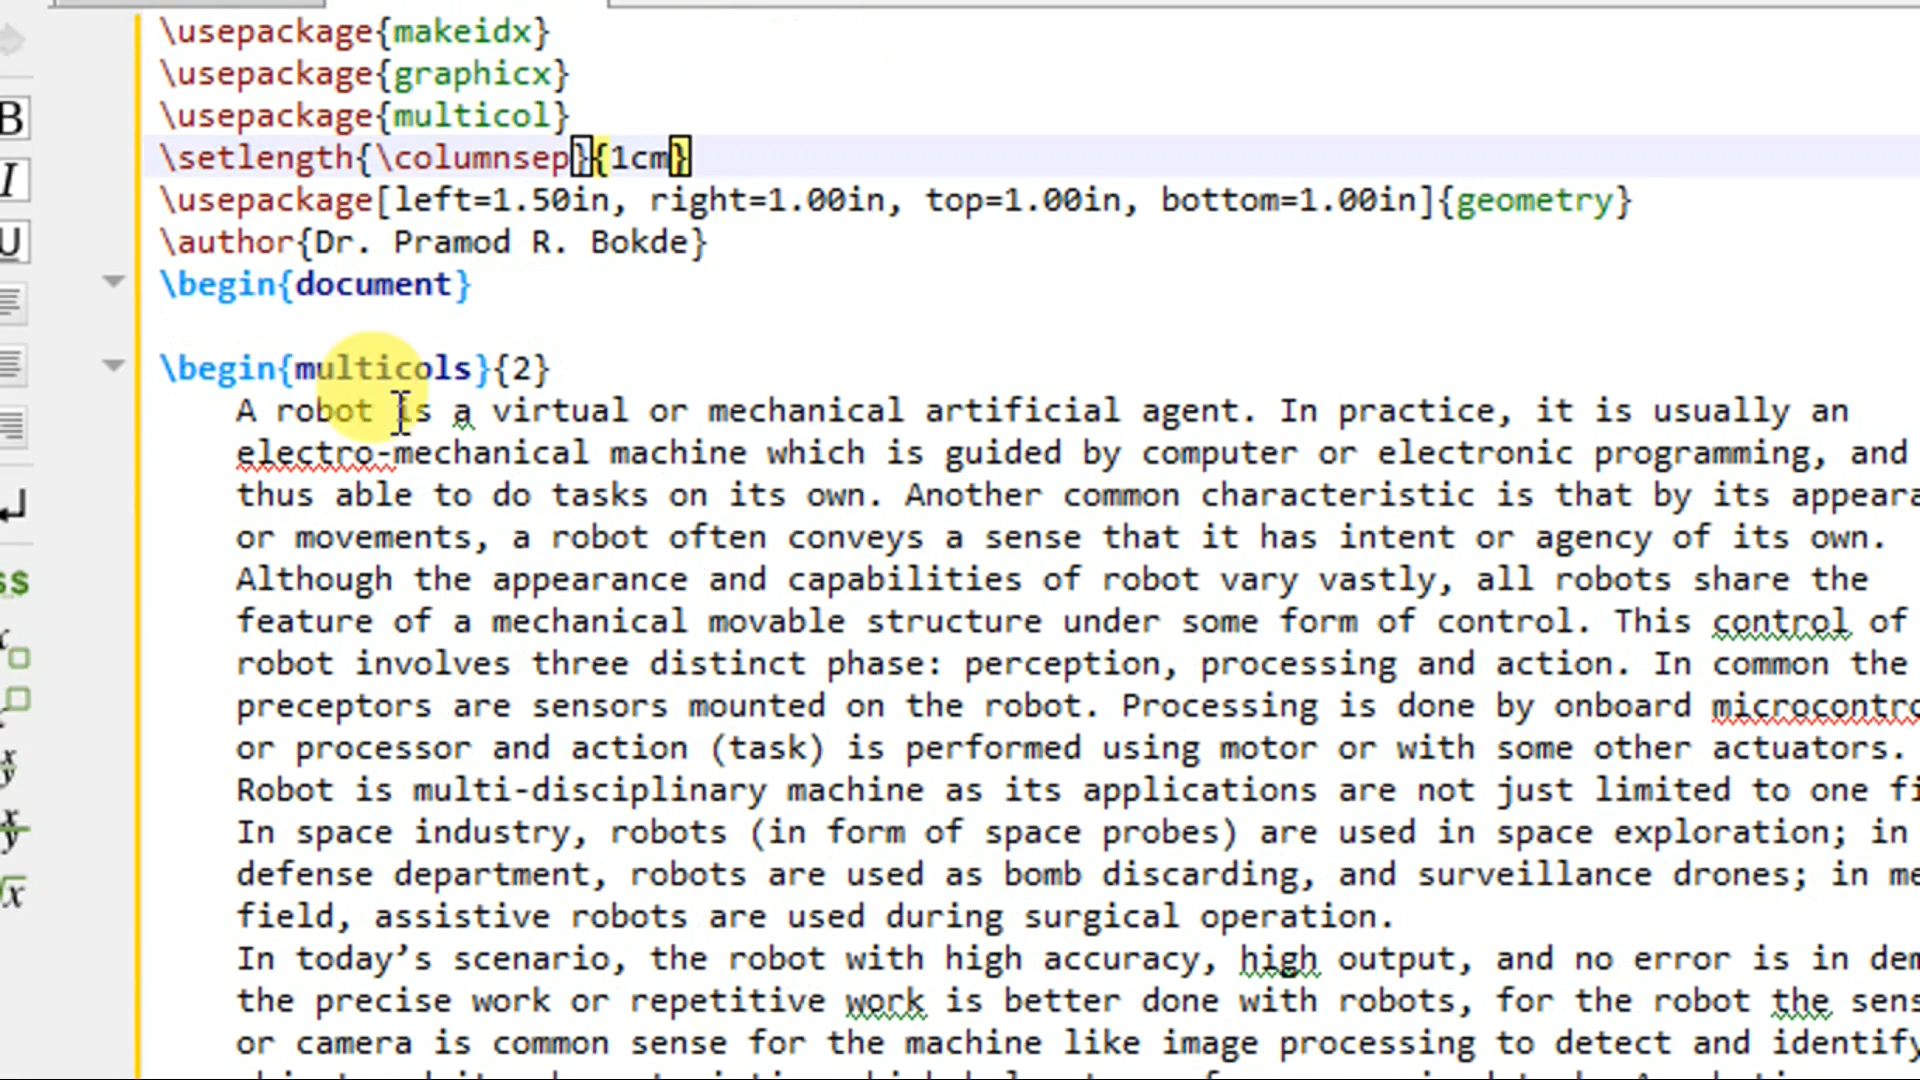 \usepackage{makeidx}
\usepackage{graphicx}
\usepackage{multicol}
\setlength{\columnsep}{1cm}
\usepackage[left=1.50in, right=1.00in, top=1.00in, bottom=1.00in]{geometry}
\author{Dr. Pramod R. Bokde}
\begin{document}
\begin{multicols}{2}
A robot is a virtual or mechanical artificial agent. In practice, it is usually an
electro-mechanical machine which is guided by computer or electronic programming, and
thus able to do tasks on its own. Another common characteristic is that by its appeara
or movements, a robot often conveys a sense that it has intent or agency of its own.
Although the appearance and capabilities of robot vary vastly, all robots share the
feature of a mechanical movable structure under some form of control. This control of
robot involves three distinct phase: perception, processing and action. In common the
preceptors are sensors mounted on the robot. Processing is done by onboard microcontro
or processor and action (task) is performed using motor or with some other actuators.
Robot is multi-disciplinary machine as its applications are not just limited to one fi
In space industry, robots (in form of space probes) are used in space exploration; in
defense department, robots are used as bomb discarding, and surveillance drones; in me
field, assistive robots are used during surgical operation.
In today’s scenario, the robot with high accuracy, high output, and no error is in dem
the precise work or repetitive work is better done with robots, for the robot the sens
or camera is common sense for the machine like image processing to detect and identify